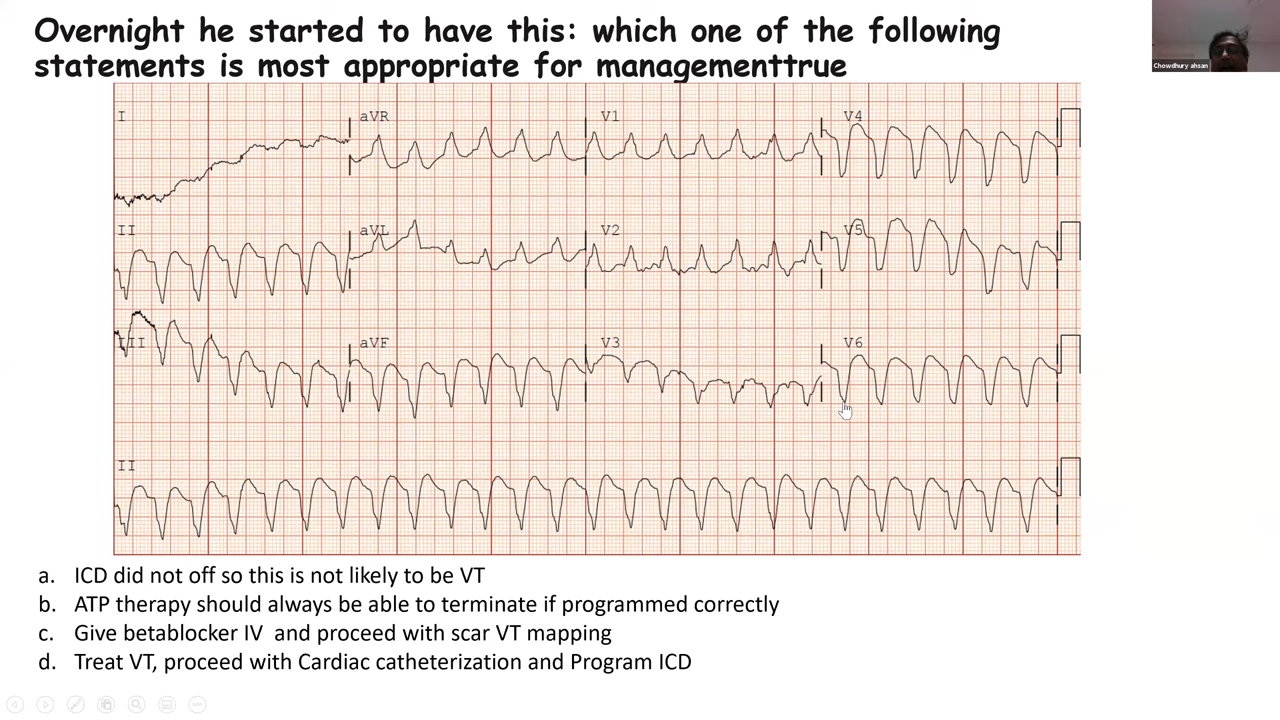 Overnight he started to have this: which one of the following
statements is most appropriate for managementtrue
Chowdhury ahsan
I
aVR
V1
V4
II
aVL
V2
V5
III
aVF
V3
V6
II
a. ICD did not off so this is not likely to be VT
b. ATP therapy should always be able to terminate if programmed correctly
c. Give betablocker IV and proceed with scar VT mapping
d. Treat VT, proceed with Cardiac catheterization and Program ICD